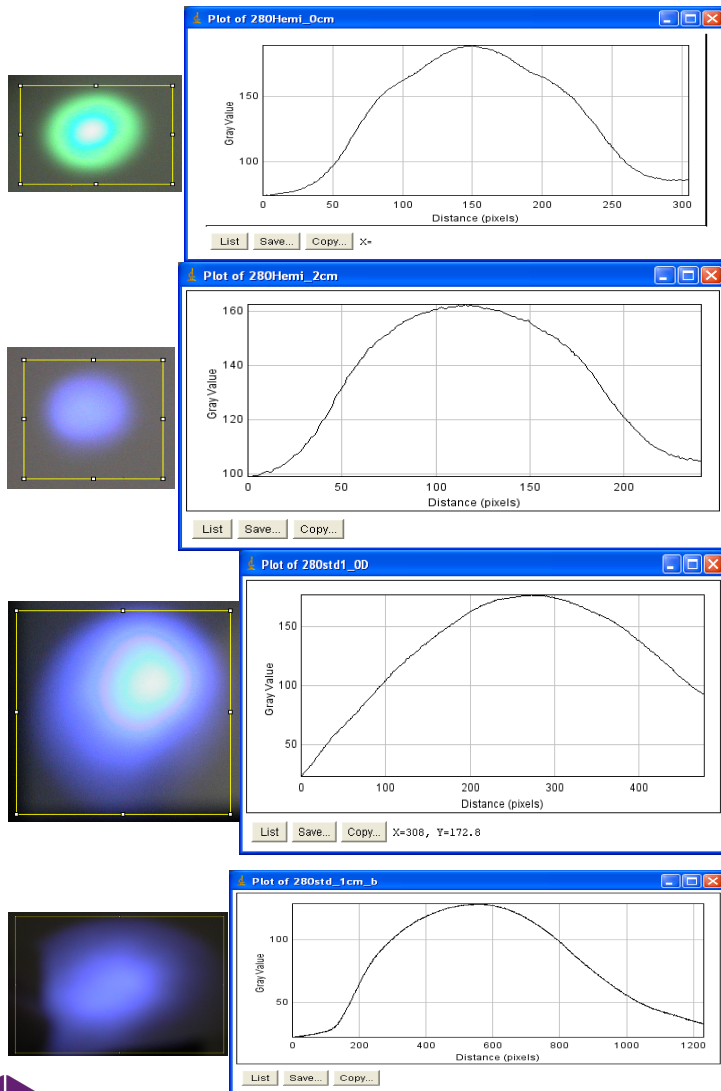 Plot of 280Hemi_0cm
150
100
Gray Value
0 50 100 150 200 250 300
Distance (pixels)
List Save... Copy... X=
Plot of 280Hemi_2cm
160
140
120
100
Gray Value
0 50 100 150 200
Distance (pixels)
List Save... Copy...
Plot of 280std1_0D
150
100
50
Gray Value
0 100 200 300 400
Distance (pixels)
List Save... Copy... X=308, Y=172.8
Plot of 280std_1cm_b
100
50
Gray Value
0 200 400 600 800 1000 1200
Distance (pixels)
List Save... Copy...